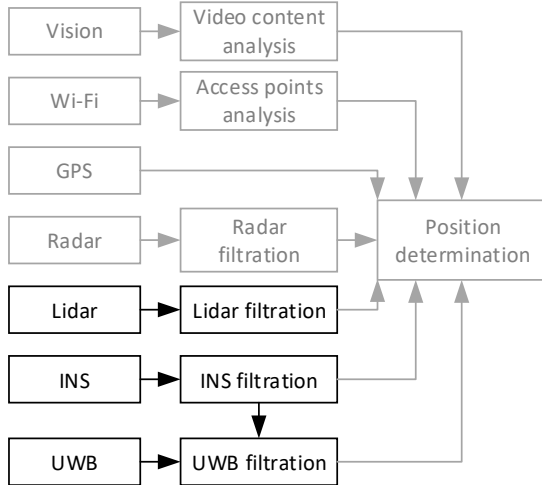 Vision
Video content
analysis
Wi-Fi
Access points
analysis
GPS
Radar
Radar
filtration
Position
determination
Lidar
Lidar filtration
INS
INS filtration
UWB
UWB filtration